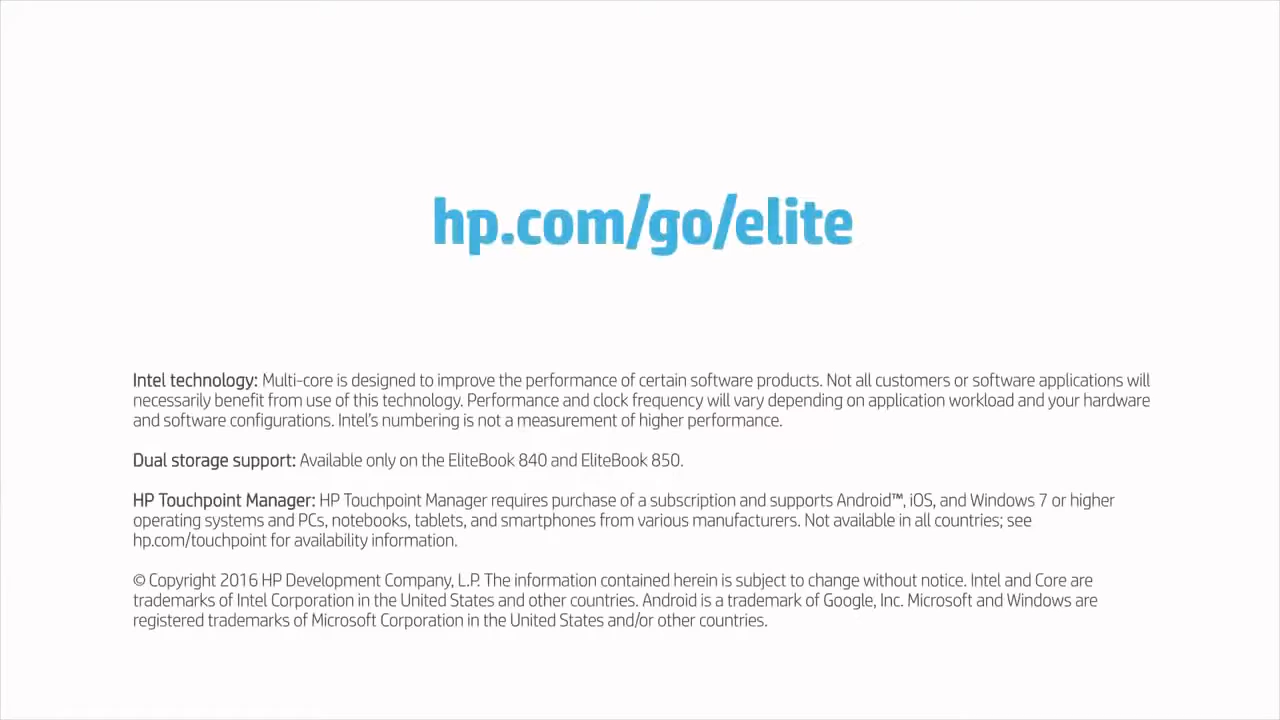 hp.com/go/elite
Intel technology: Multi-core is designed to improve the performance of certain software products. Not all customers or software applications will
necessarily benefit from use of this technology. Performance and clock frequency will vary depending on application workload and your hardware
and software configurations. Intel's numbering is not a measurement of higher performance.
Dual storage support: Available only on the EliteBook 840 and EliteBook 850.
HP Touchpoint Manager: HP Touchpoint Manager requires purchase of a subscription and supports Android™, iOS, and Windows 7 or higher
operating systems and PCs, notebooks, tablets, and smartphones from various manufacturers. Not available in all countries; see
hp.com/touchpoint for availability information.
© Copyright 2016 HP Development Company, L.P. The information contained herein is subject to change without notice. Intel and Core are
trademarks of Intel Corporation in the United States and other countries. Android is a trademark of Google, Inc. Microsoft and Windows are
registered trademarks of Microsoft Corporation in the United States and/or other countries.